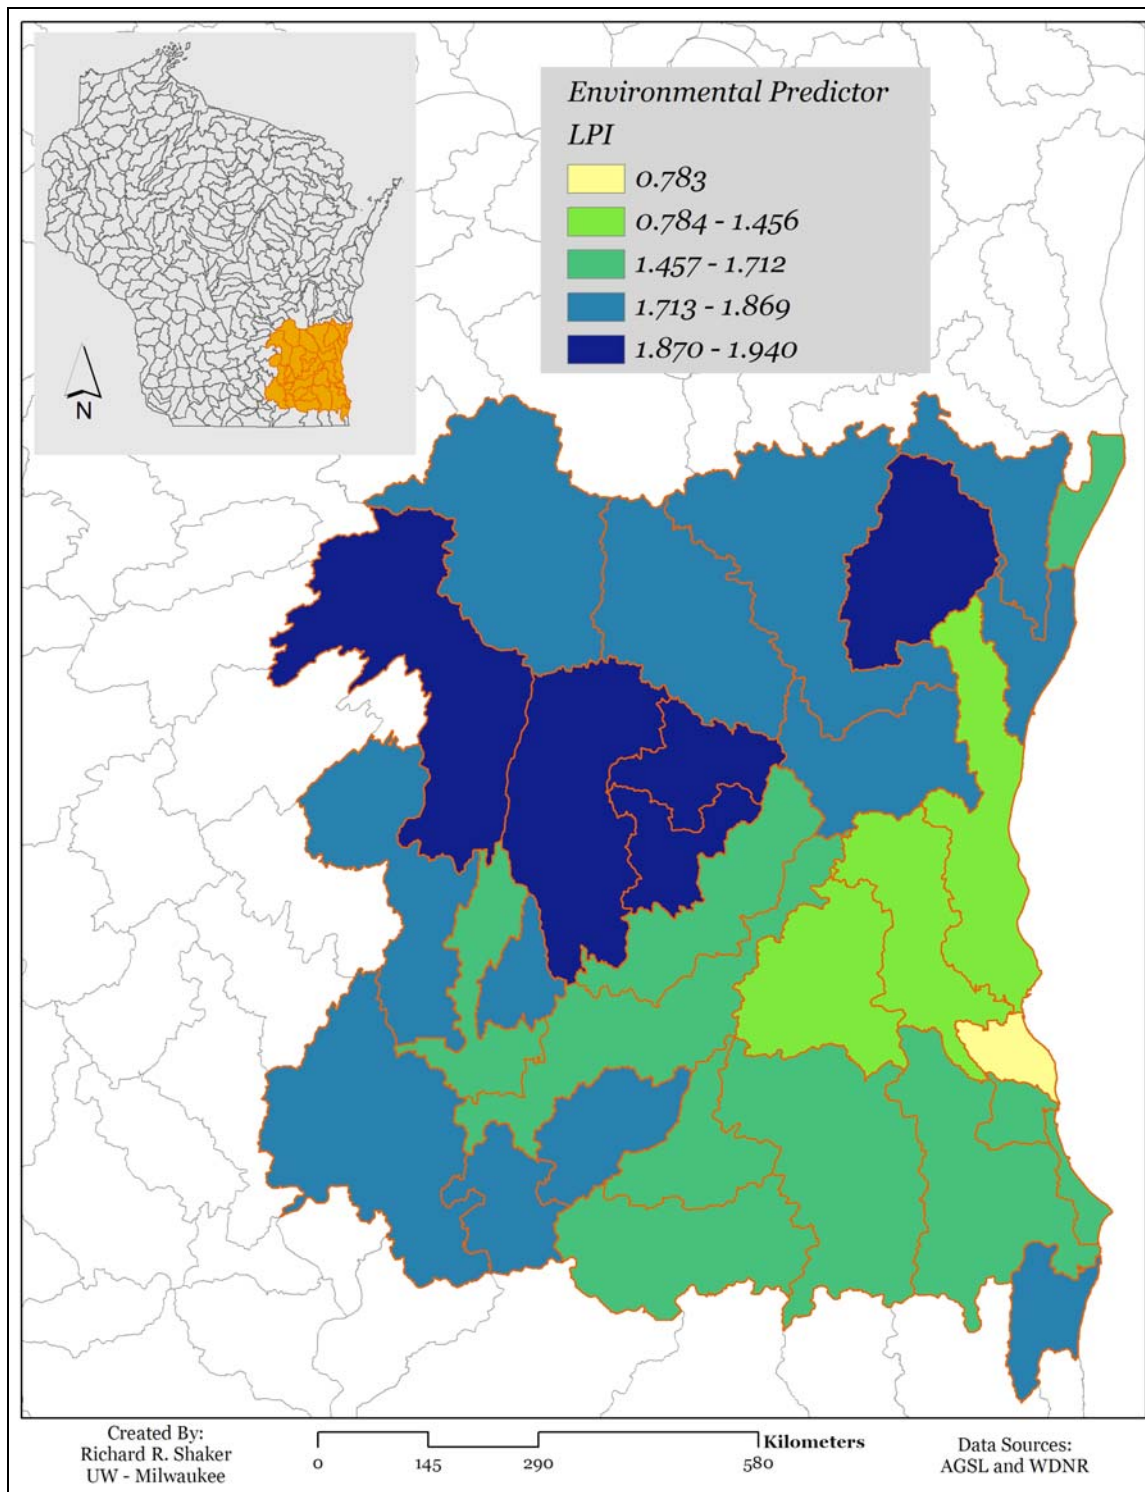 Environmental Predictor
LPI
0.783
0.784 - 1.456
1.457 - 1.712
1.713 - 1.869
1.870 - 1.940
N
Created By:
Richard R. Shaker
UW - Milwaukee
Kilometers
0 145 290 580
Data Sources:
AGSL and WDNR